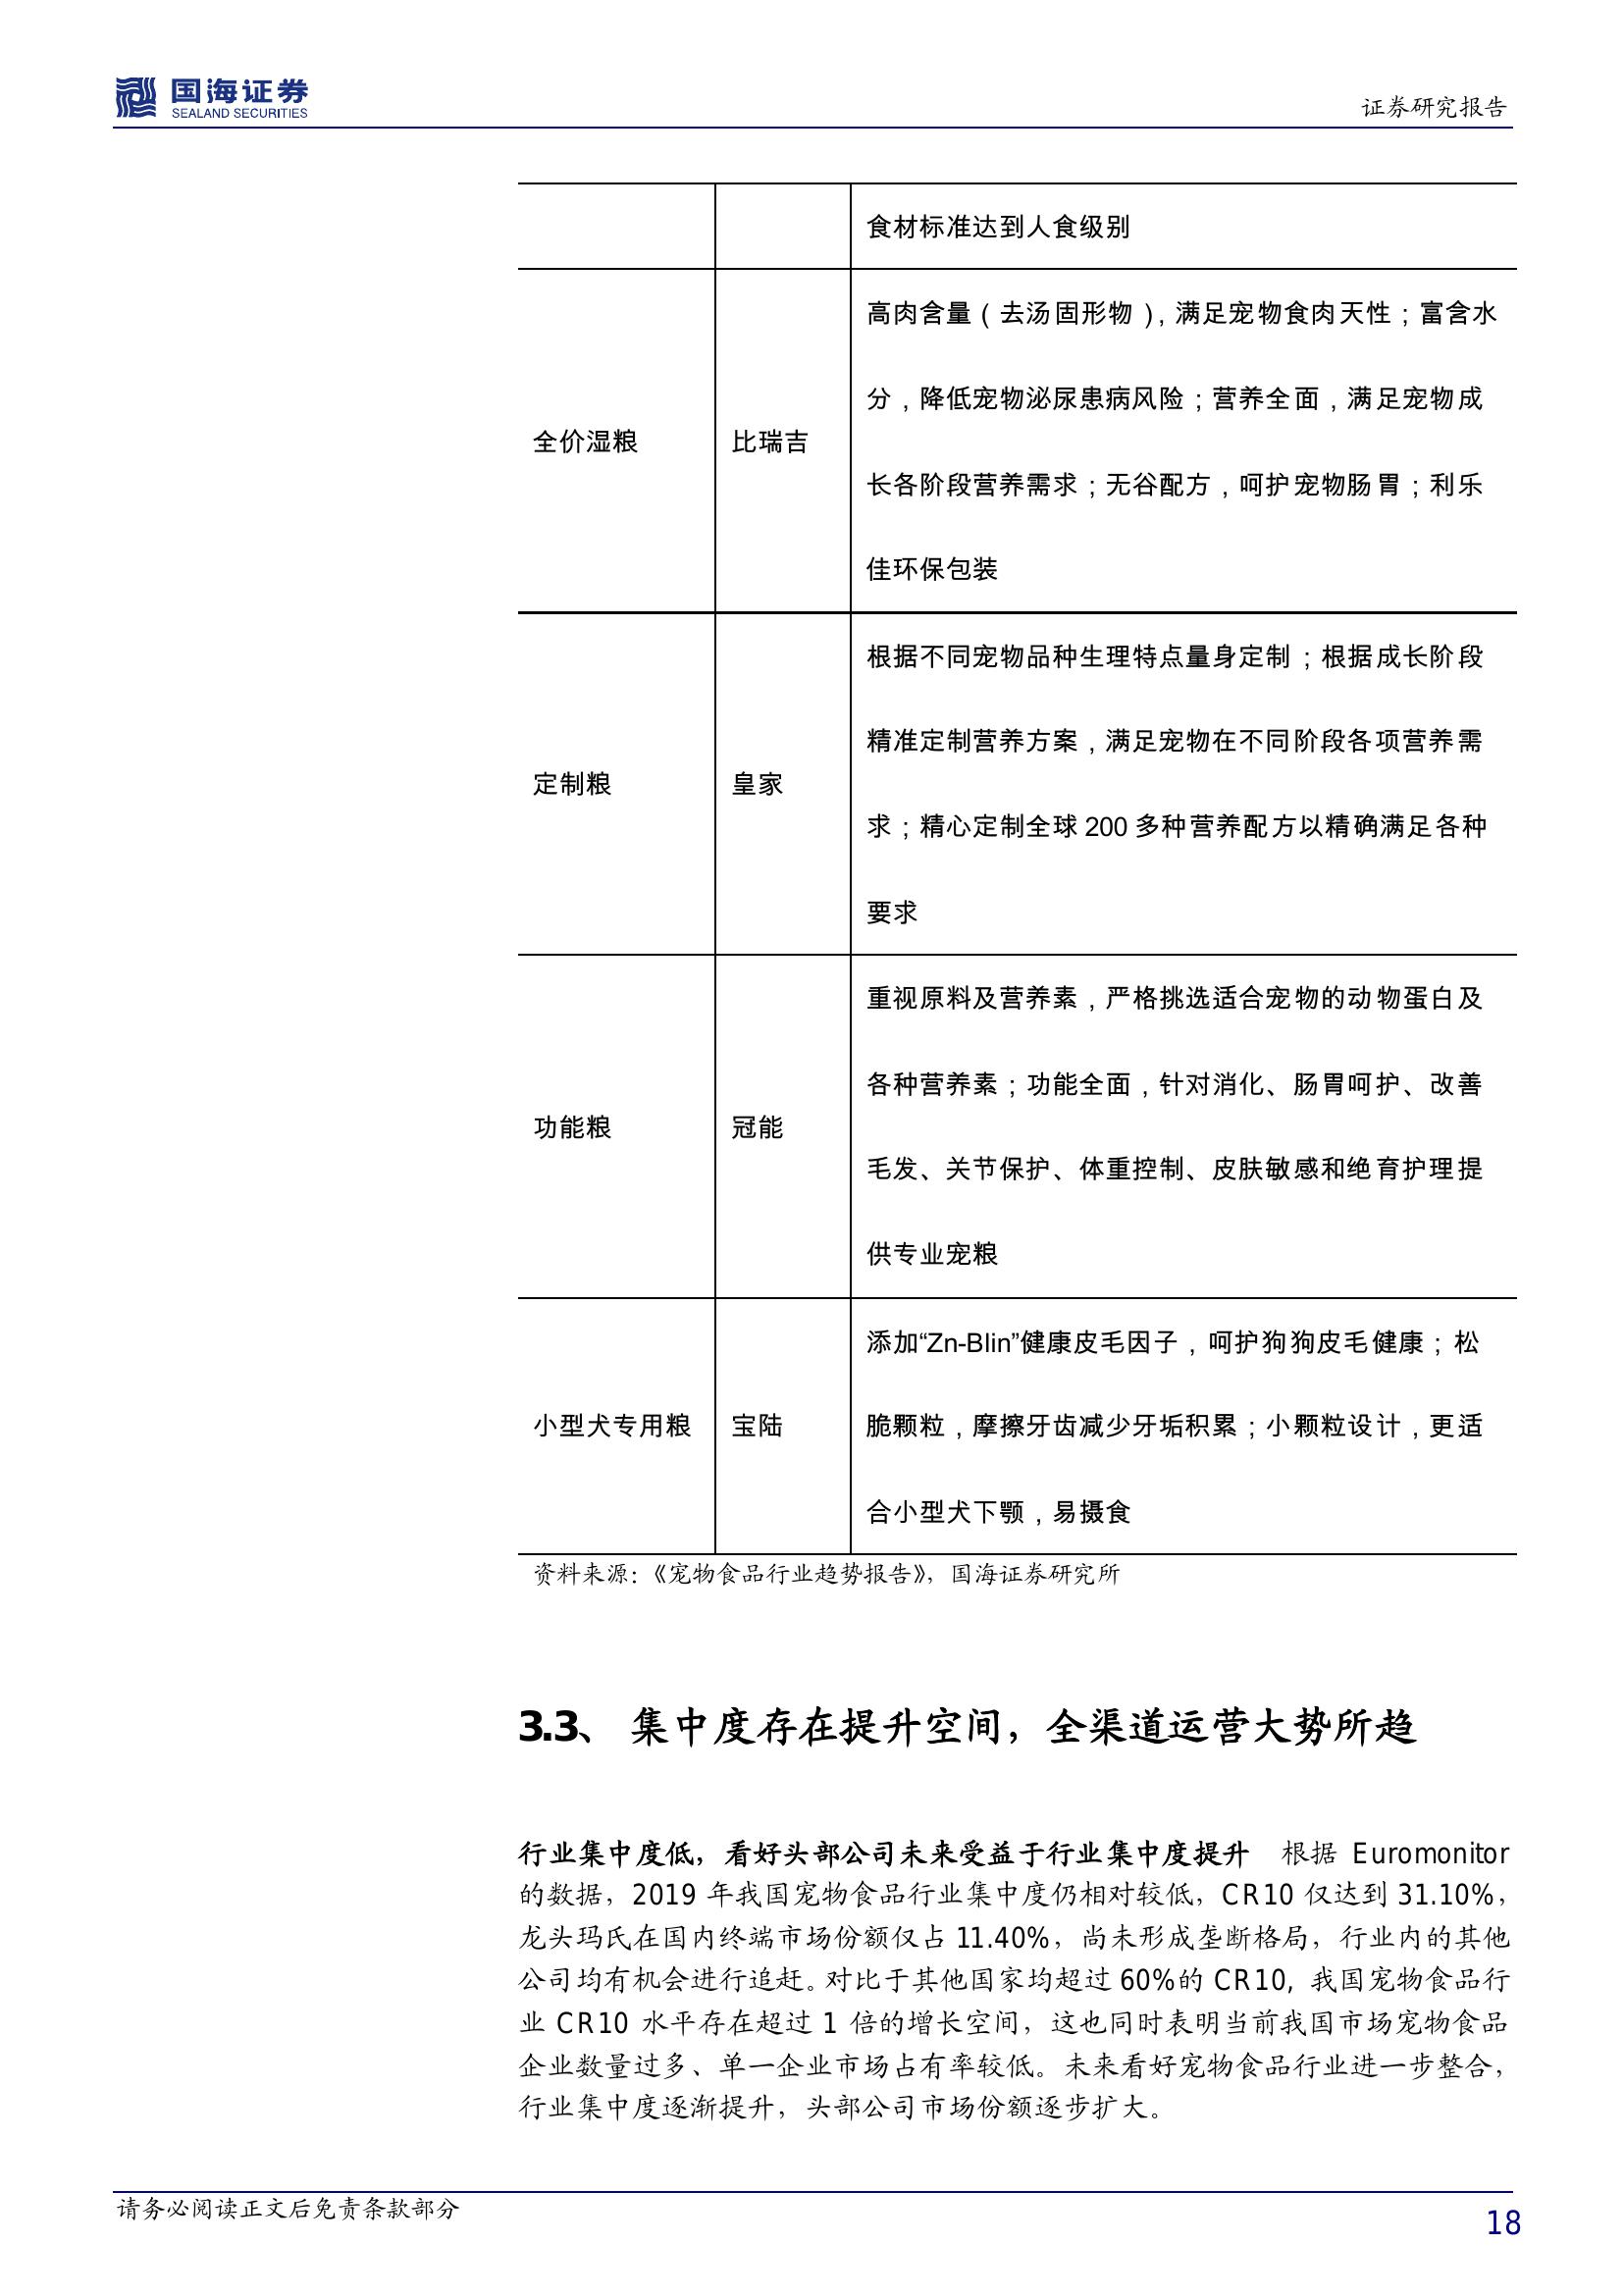 国海证券
SEALAND SECURITIES
证券研究报告
食材标准达到人食级别
全价湿粮
比瑞吉
高肉含量（去汤固形物），满足宠物食肉天性；富含水
分，降低宠物泌尿患病风险；营养全面，满足宠物成
长各阶段营养需求；无谷配方，呵护宠物肠胃；利乐
佳环保包装
定制粮
皇家
根据不同宠物品种生理特点量身定制；根据成长阶段
精准定制营养方案，满足宠物在不同阶段各项营养需
求；精心定制全球 200 多种营养配方以精确满足各种
要求
功能粮
冠能
重视原料及营养素，严格挑选适合宠物的动物蛋白及
各种营养素；功能全面，针对消化、肠胃呵护、改善
毛发、关节保护、体重控制、皮肤敏感和绝育护理提
供专业宠粮
小型犬专用粮
宝陆
添加“Zn-Blin”健康皮毛因子，呵护狗狗皮毛健康；松
脆颗粒，摩擦牙齿减少牙垢积累；小颗粒设计，更适
合小型犬下颚，易摄食
资料来源：《宠物食品行业趋势报告》，国海证券研究所
3.3、 集中度存在提升空间，全渠道运营大势所趋
行业集中度低，看好头部公司未来受益于行业集中度提升 根据 Euromonitor
的数据，2019 年我国宠物食品行业集中度仍相对较低，CR10 仅达到 31.10%，
龙头玛氏在国内终端市场份额仅占 11.40%，尚未形成垄断格局，行业内的其他
公司均有机会进行追赶。对比于其他国家均超过 60%的 CR10, 我国宠物食品行
业 CR10 水平存在超过 1 倍的增长空间，这也同时表明当前我国市场宠物食品
企业数量过多、单一企业市场占有率较低。未来看好宠物食品行业进一步整合，
行业集中度逐渐提升，头部公司市场份额逐步扩大。
请务必阅读正文后免责条款部分
18